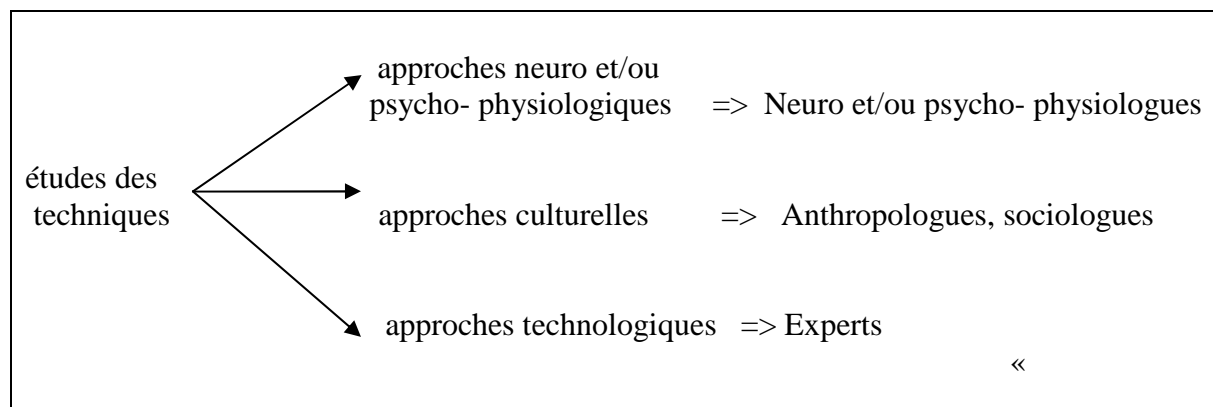 approches neuro et/ou
psycho- physiologiques => Neuro et/ou psycho- physiologues
études des
techniques
approches culturelles => Anthropologues, sociologues
approches technologiques => Experts
«